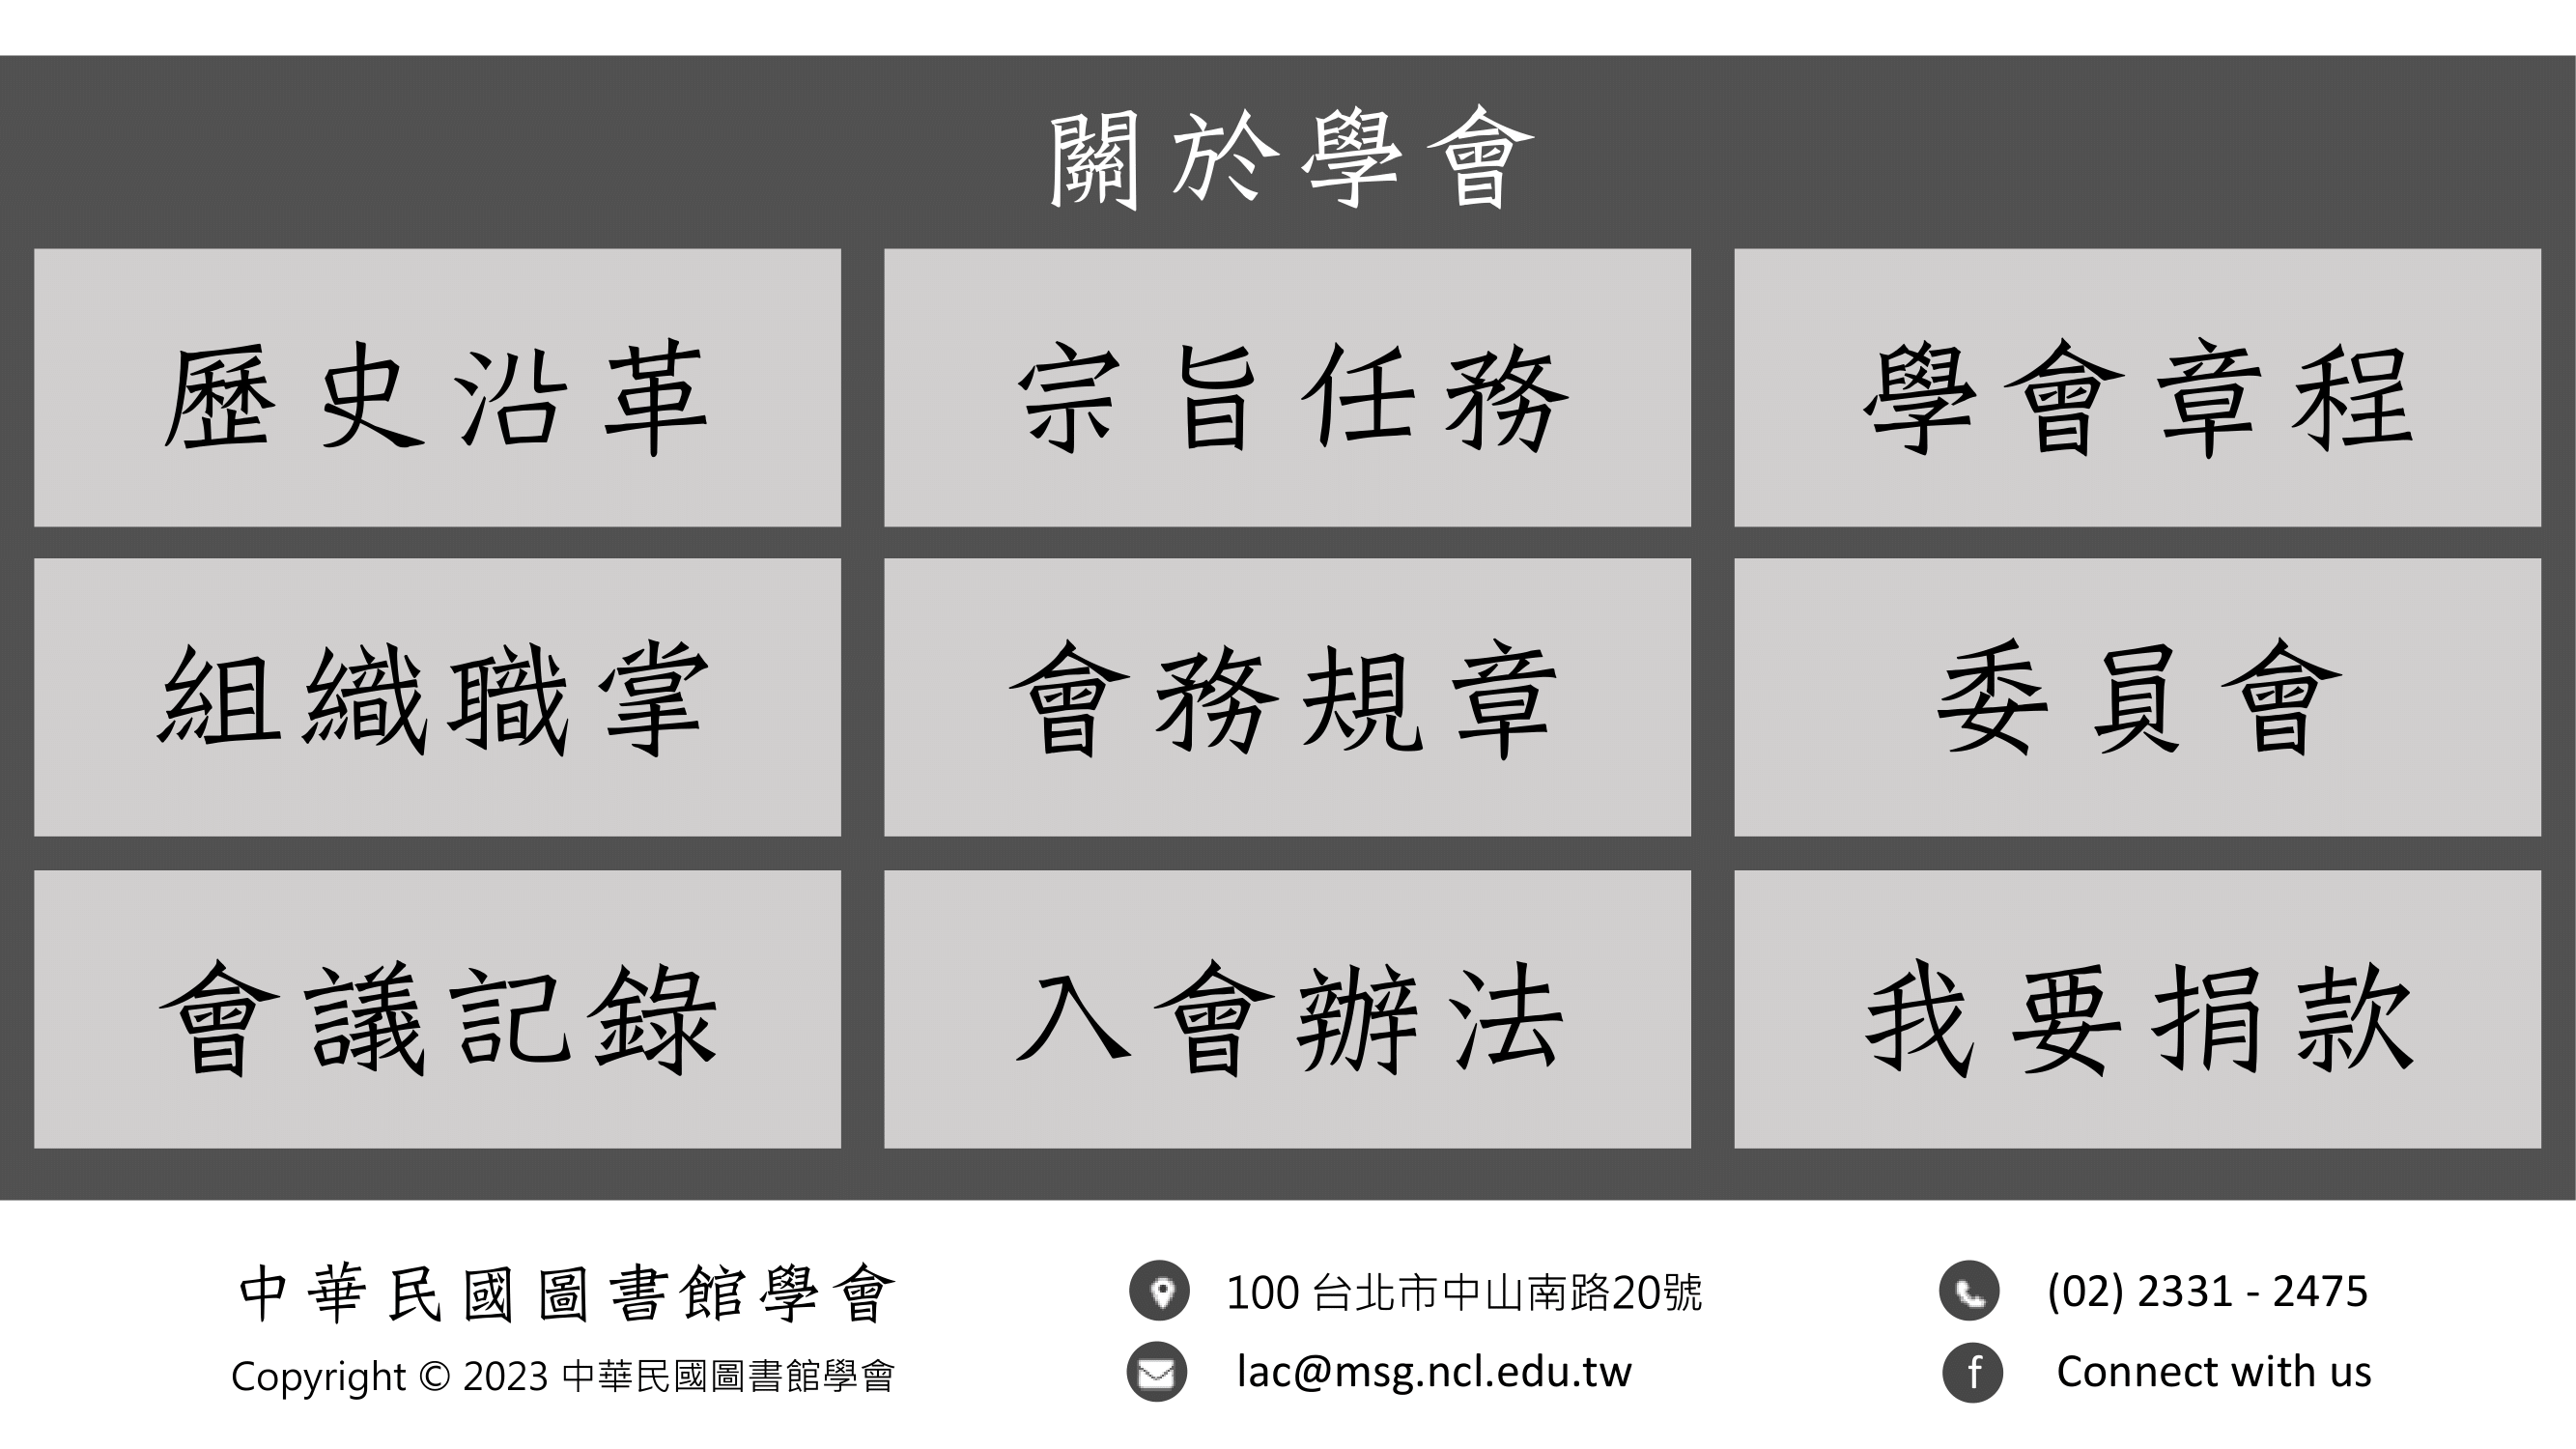 關於學會
歷史沿革
宗旨任務
學會章程
組織職掌
會務規章
委員會
會議記錄
入會辦法
我要捐款
中華民國圖書館學會
Copyright © 2023 中華民國圖書館學會
100 台北市中山南路20號
lac@msg.ncl.edu.tw
(02) 2331 - 2475
Connect with us